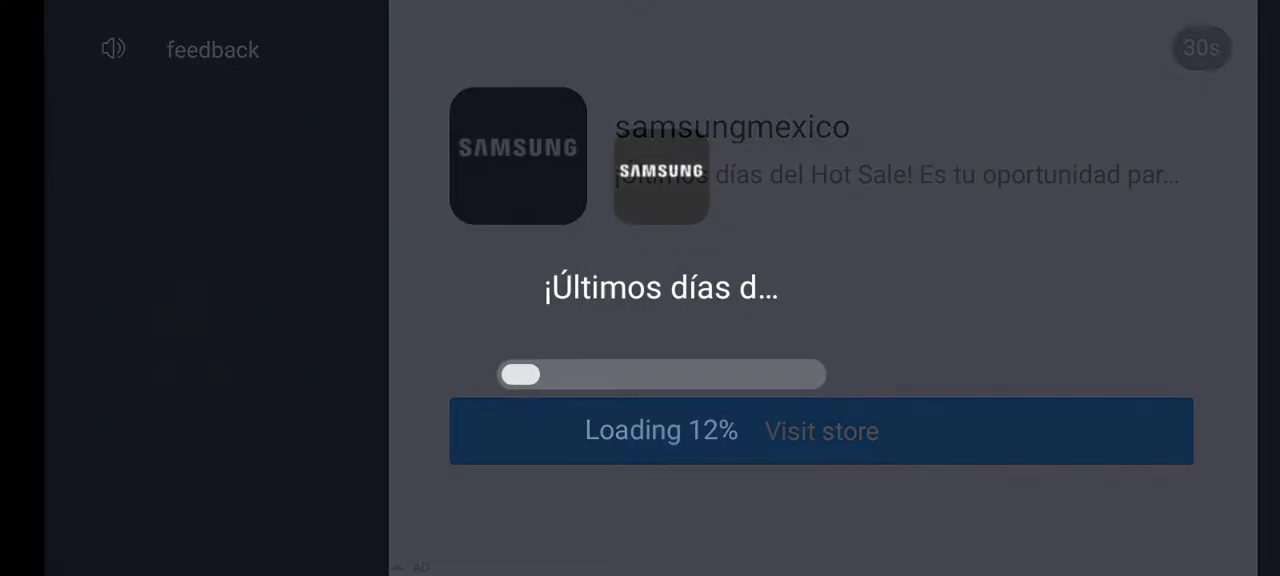 feedback
30s
SAMSUNG
samsungmexico
SAMSUNG
¡Últimos días del Hot Sale! Es tu oportunidad par...
¡Últimos días d...
Loading 12%
Visit store
AD